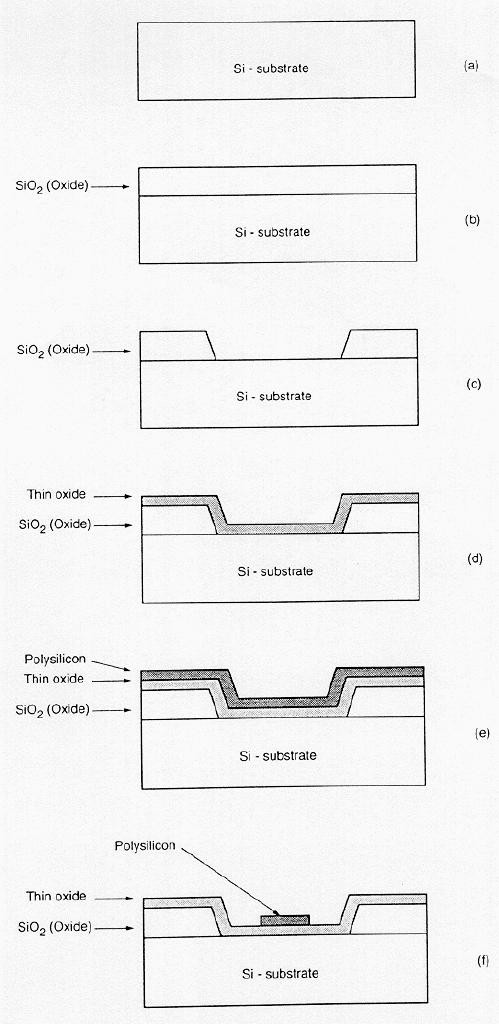 Si - substrate
(a)
SiO₂ (Oxide)
Si - substrate
(b)
SiO₂ (Oxide)
Si - substrate
(c)
Thin oxide
SiO₂ (Oxide)
Si - substrate
(d)
Polysilicon
Thin oxide
SiO₂ (Oxide)
Si - substrate
(e)
Polysilicon
Thin oxide
SiO₂ (Oxide)
Si - substrate
(f)